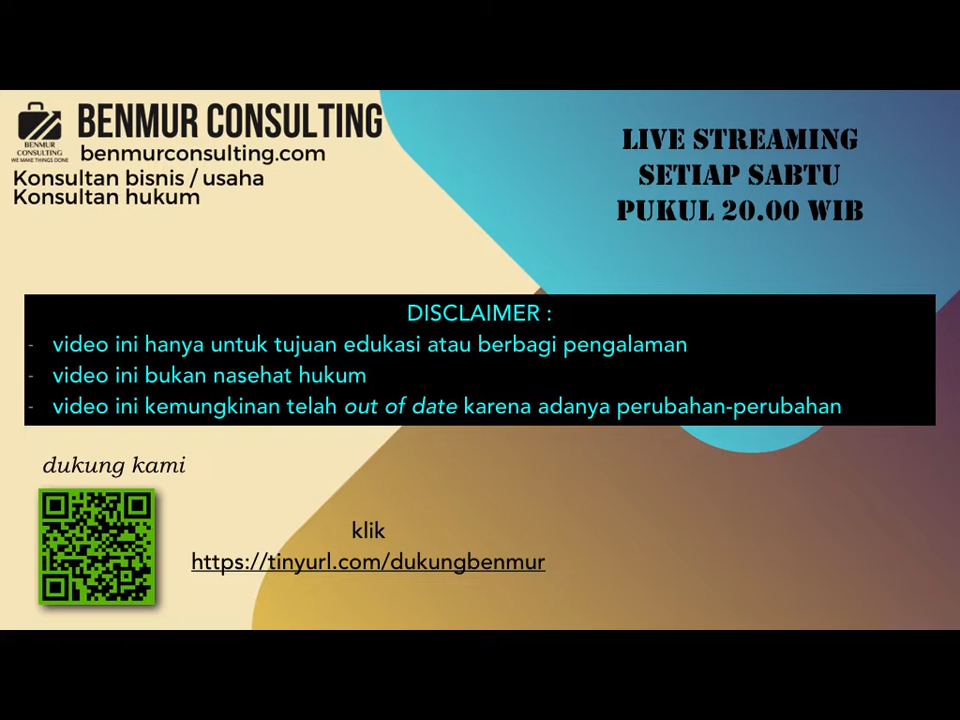 BENMUR CONSULTING
BENMUR
CONSULTING
WE MAKE THINGS DONE
benmurconsulting.com
Konsultan bisnis / usaha
Konsultan hukum
LIVE STREAMING
SETIAP SABTU
PUKUL 20.00 WIB
DISCLAIMER :
- video ini hanya untuk tujuan edukasi atau berbagi pengalaman
- video ini bukan nasehat hukum
- video ini kemungkinan telah out of date karena adanya perubahan-perubahan
dukung kami
klik
https://tinyurl.com/dukungbenmur